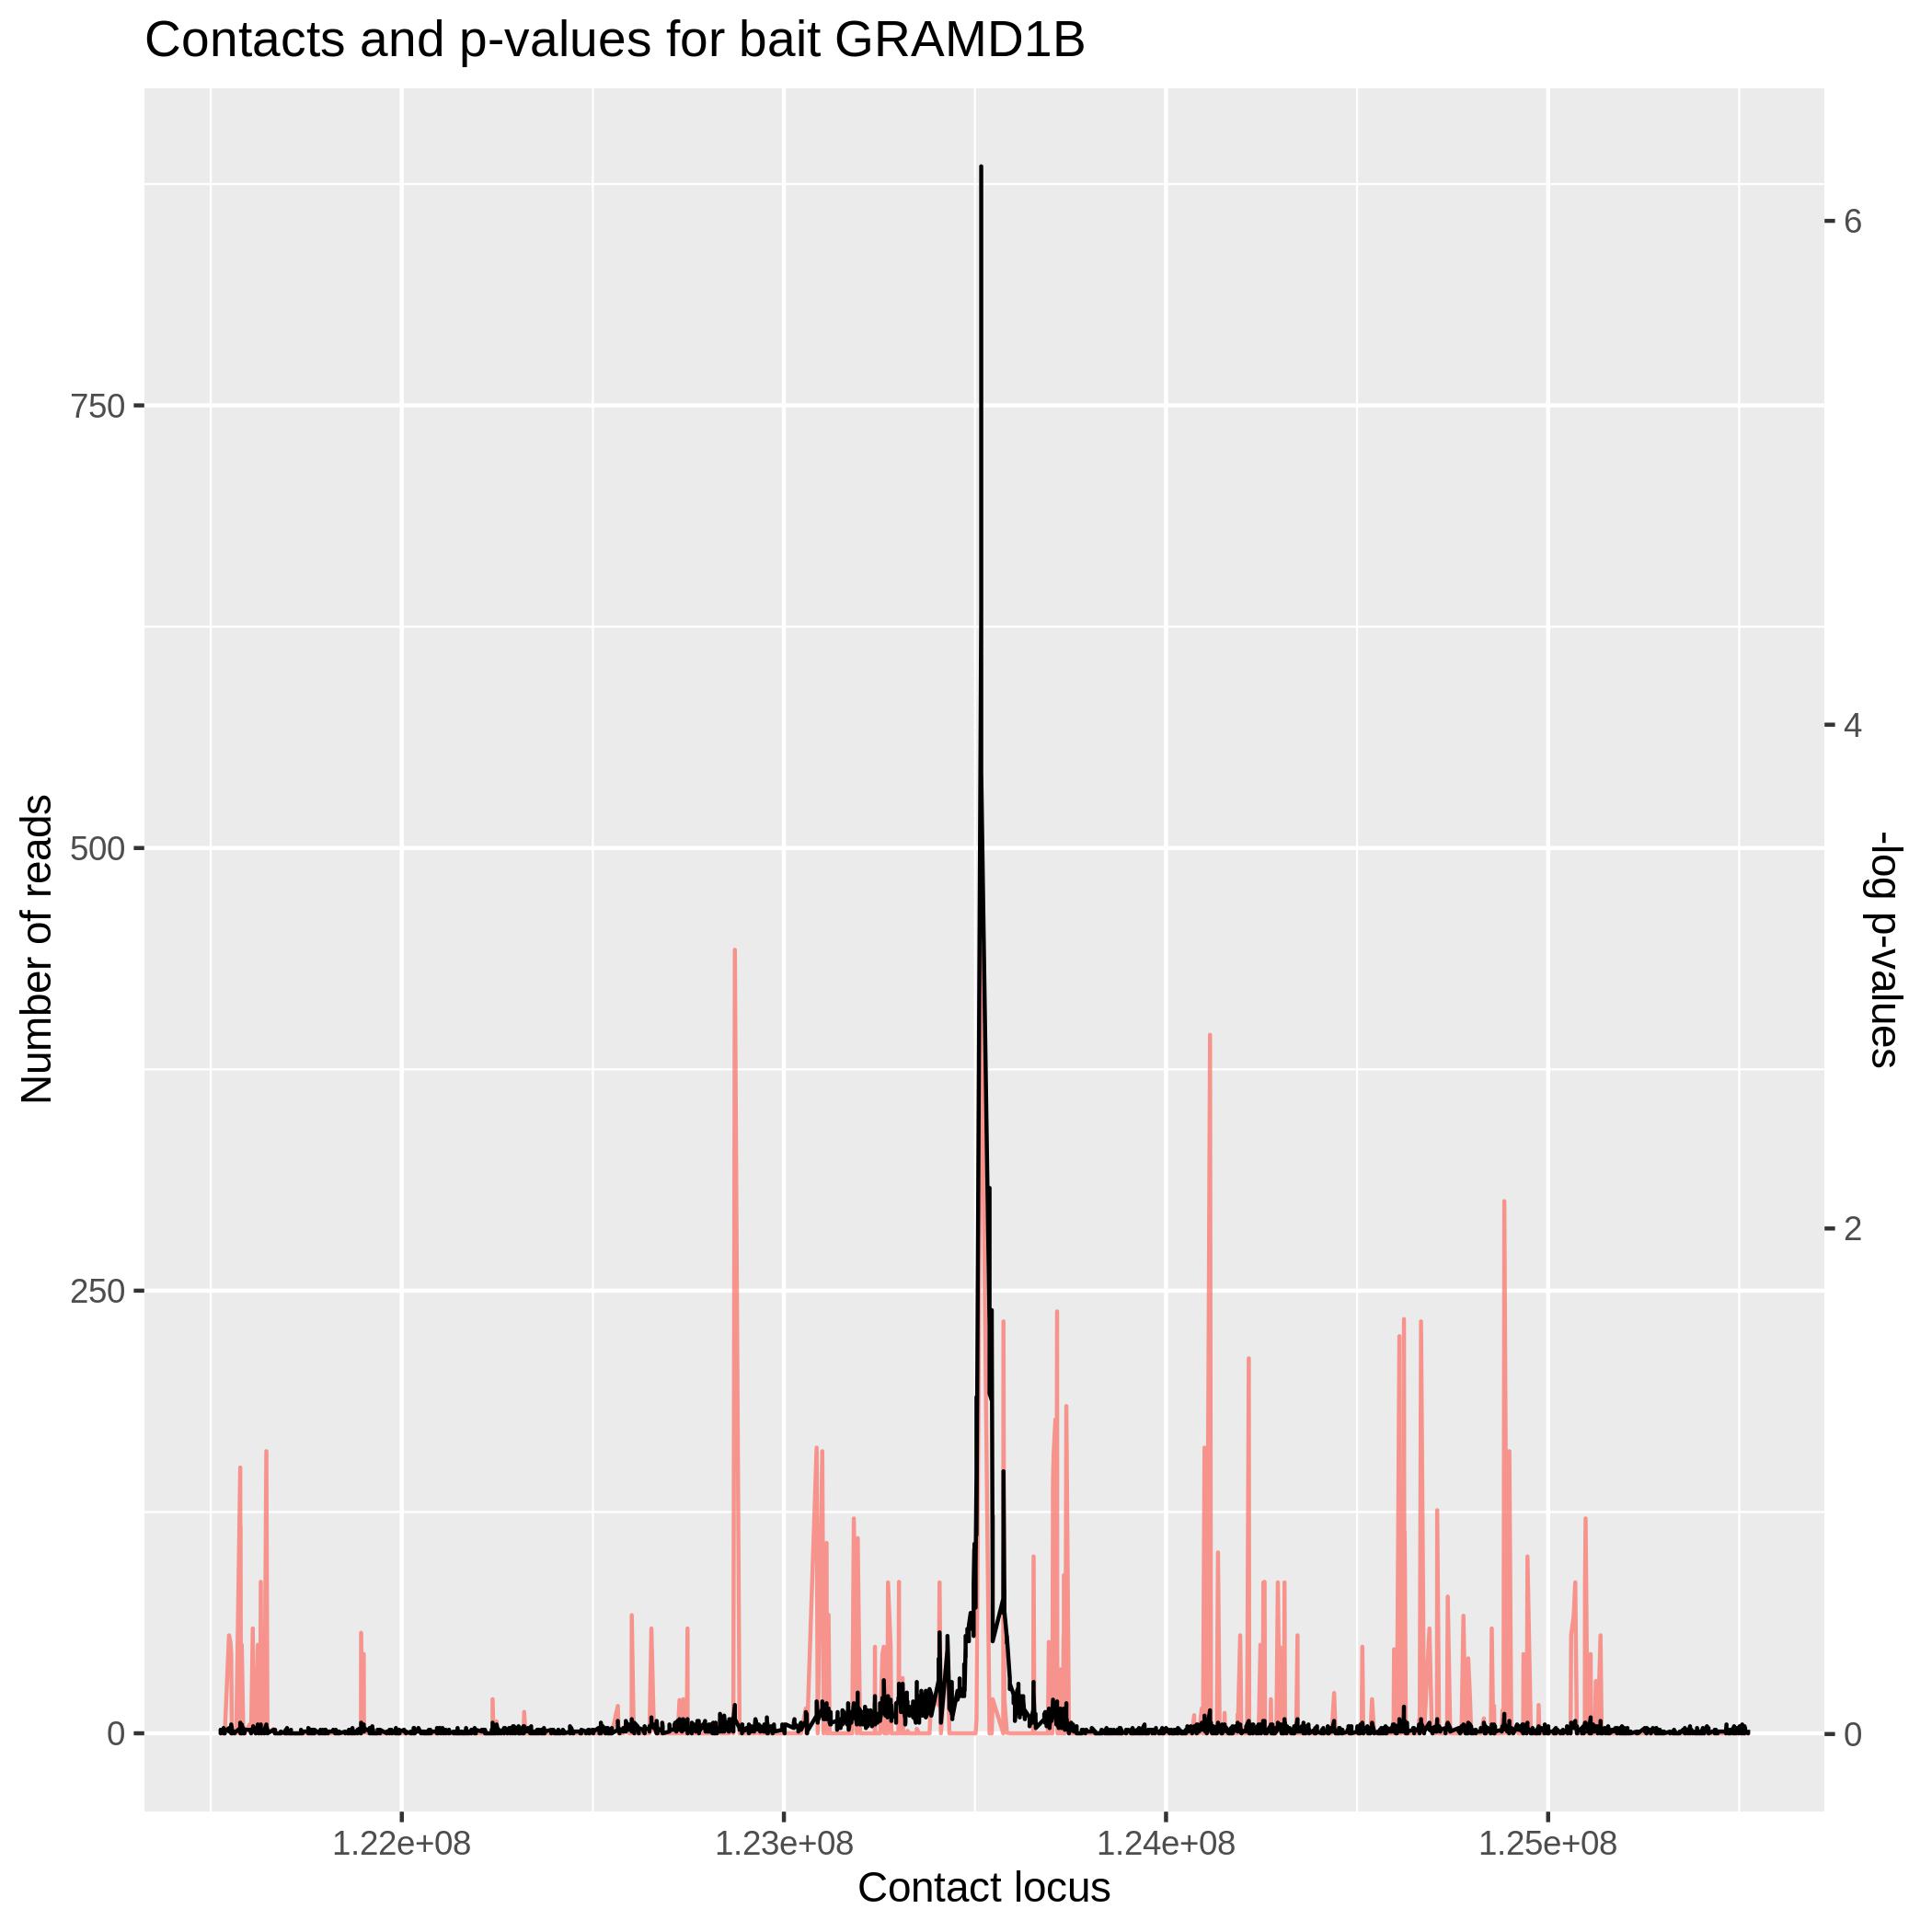 Contacts and p-values for bait GRAMD1B
Number of reads
750
500
250
0
6
4
2
0
-log p-values
1.22e+08
1.23e+08
1.24e+08
1.25e+08
Contact locus